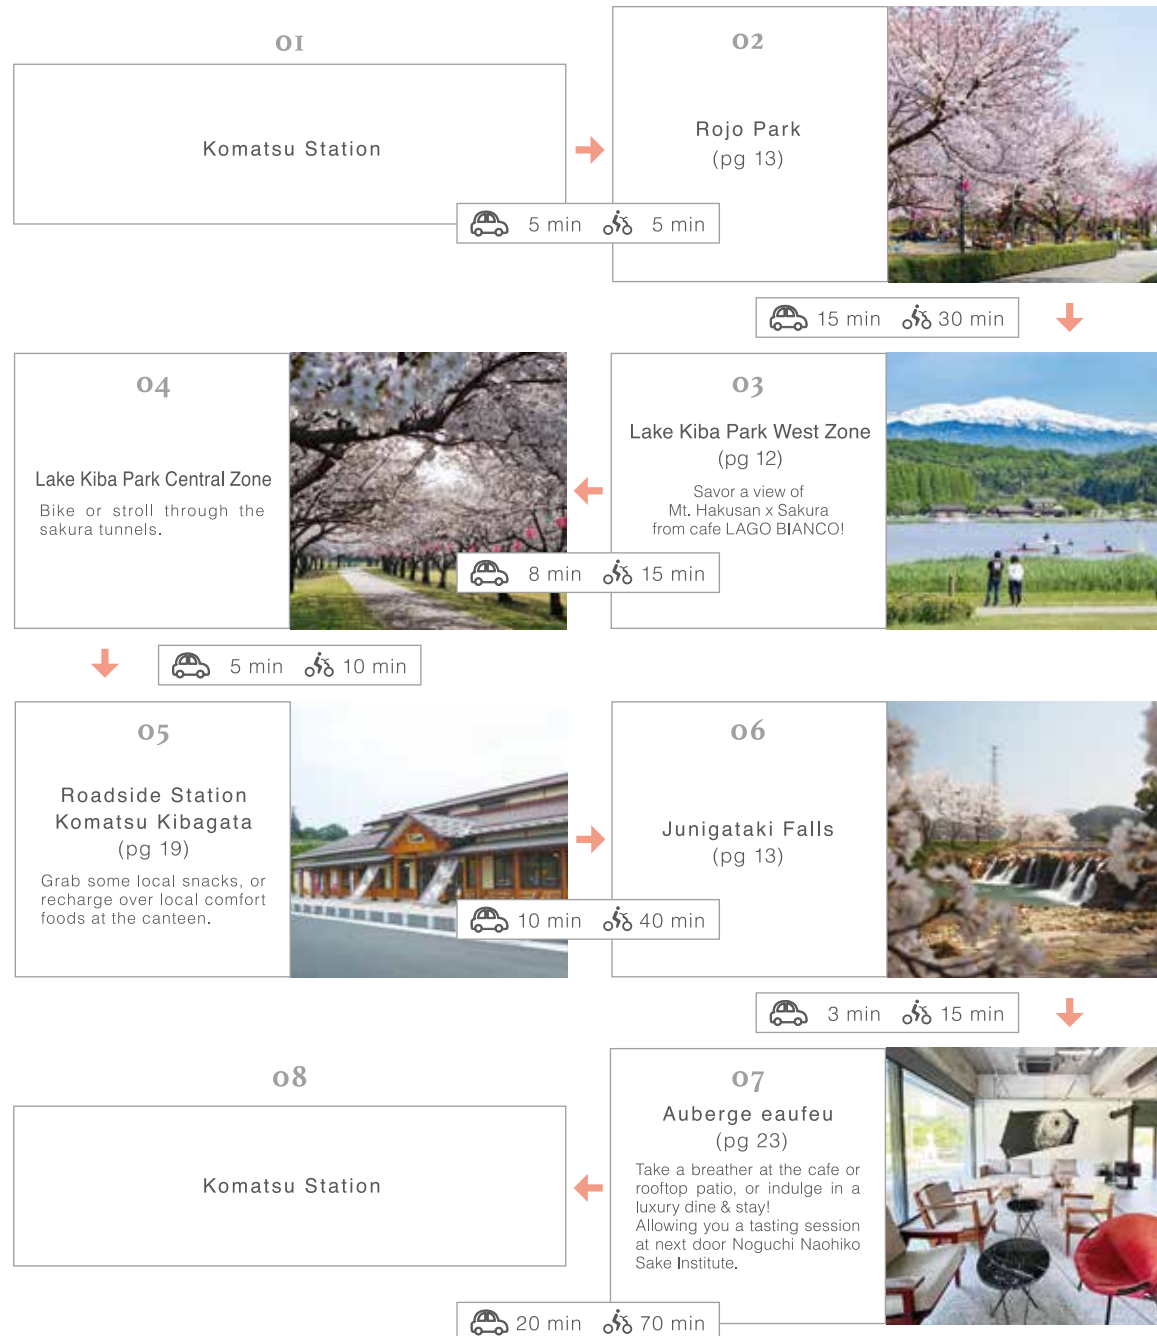 01
Komatsu Station
5 min 5 min
02
Rojo Park
(pg 13)
15 min 30 min
03
Lake Kiba Park West Zone
(pg 12)
Savor a view of
Mt. Hakusan x Sakura
from cafe LAGO BIANCO!
8 min 15 min
04
Lake Kiba Park Central Zone
Bike or stroll through the
sakura tunnels.
5 min 10 min
05
Roadside Station
Komatsu Kibagata
(pg 19)
Grab some local snacks, or
recharge over local comfort
foods at the canteen.
10 min 40 min
06
Junigataki Falls
(pg 13)
3 min 15 min
07
Auberge eaufeu
(pg 23)
Take a breather at the cafe or
rooftop patio, or indulge in a
luxury dine & stay!
Allowing you a tasting session
at next door Noguchi Naohiko
Sake Institute.
20 min 70 min
08
Komatsu Station